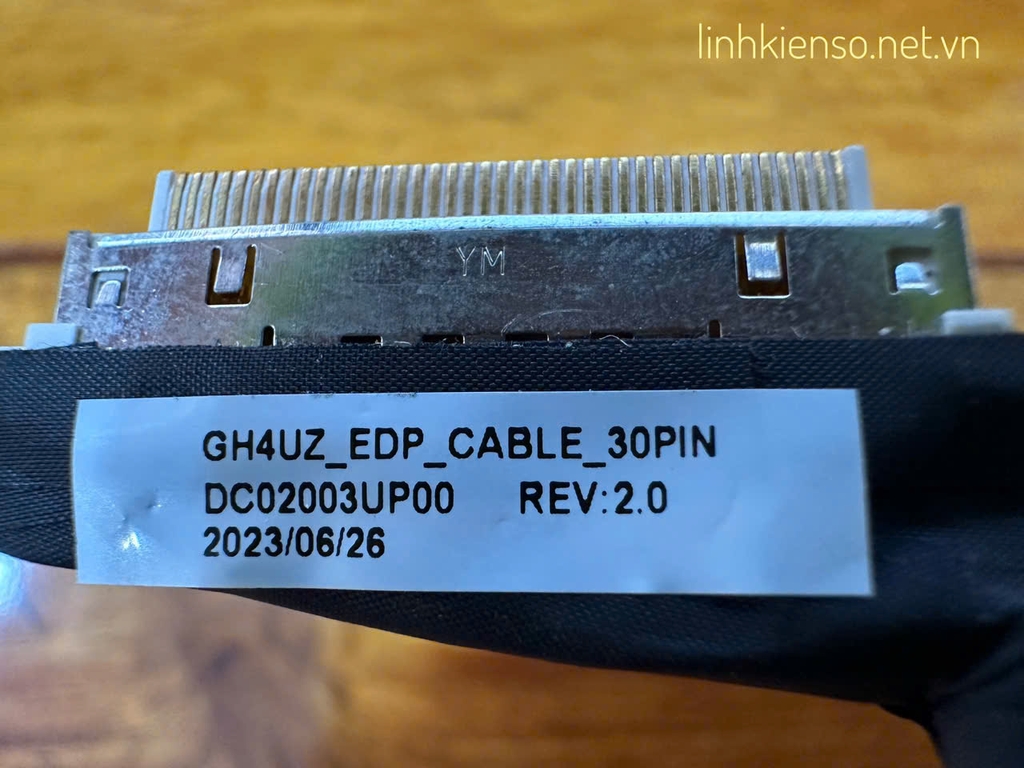 linhkienso.net.vn
YM
GH4UZ_EDP_CABLE_30PIN
DC02003UP00 REV:2.0
2023/06/26